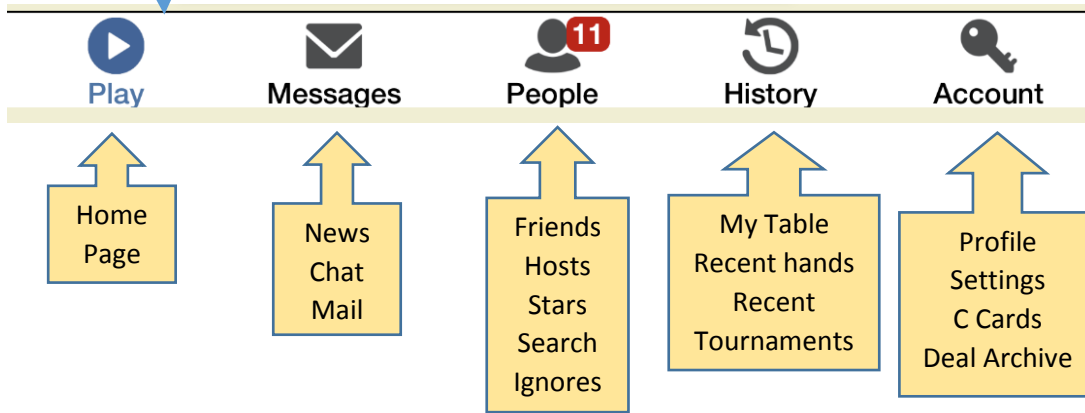 11
Play
Messages
People
History
Account
Home
Page
News
Chat
Mail
Friends
Hosts
Stars
Search
Ignores
My Table
Recent hands
Recent
Tournaments
Profile
Settings
C Cards
Deal Archive